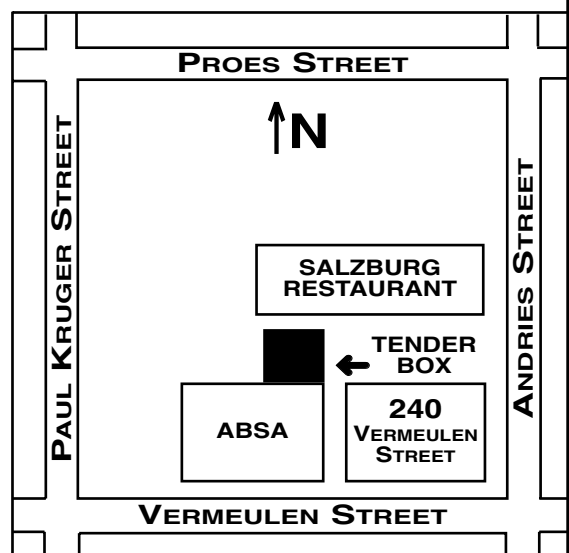 PROES STREET
N
PAUL KRUGER STREET
ANDRIES STREET
SALZBURG
RESTAURANT
TENDER
BOX
ABSA
240
VERMEULEN
STREET
VERMEULEN STREET